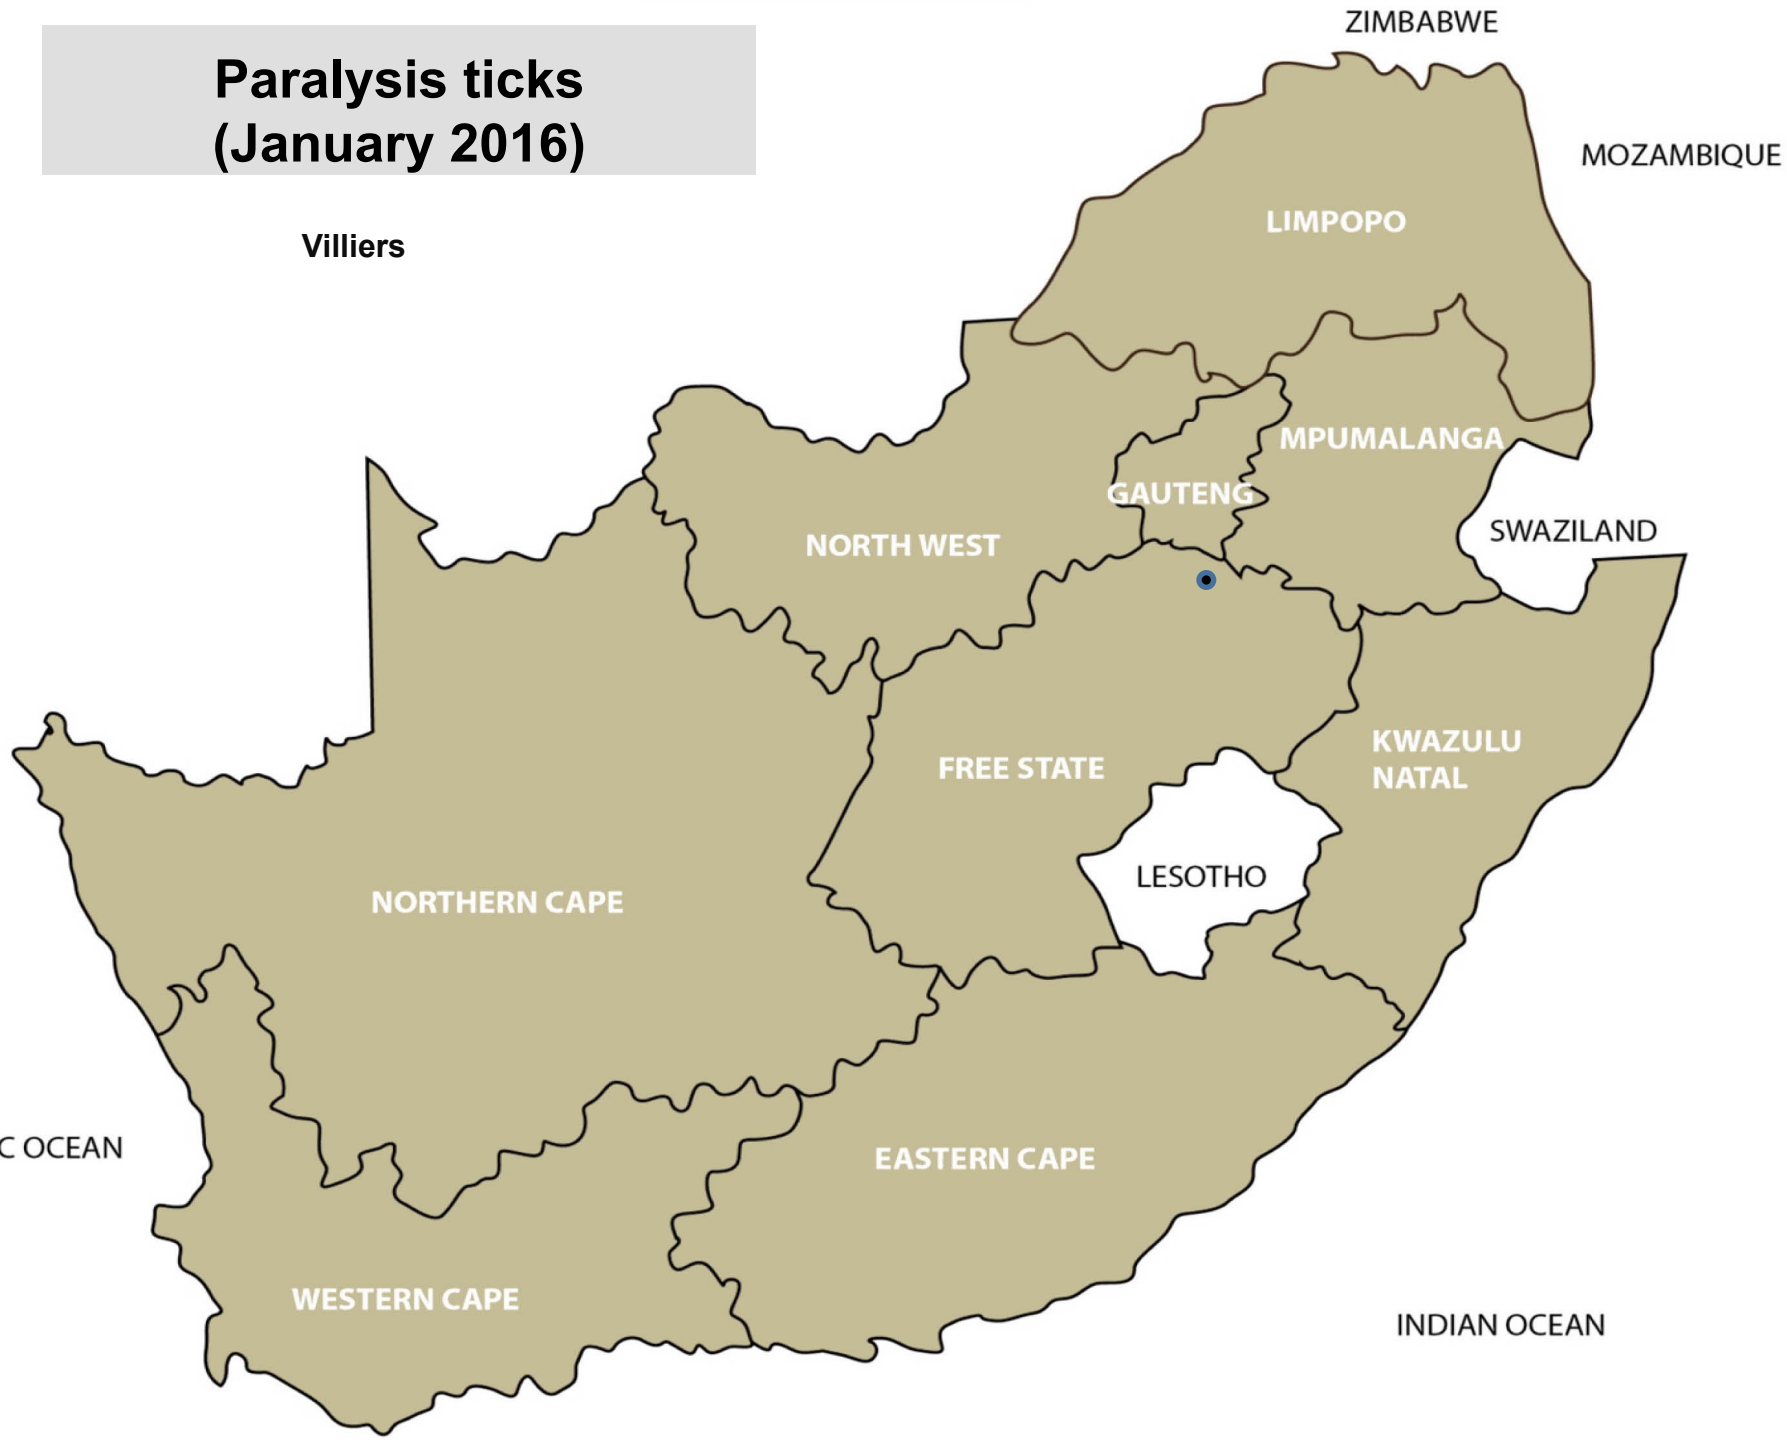 Paralysis ticks
(January 2016)
Villiers
ZIMBABWE
MOZAMBIQUE
LIMPOPO
MPUMALANGA
GAUTENG
SWAZILAND
NORTH WEST
KWAZULU
NATAL
FREE STATE
LESOTHO
NORTHERN CAPE
C OCEAN
EASTERN CAPE
WESTERN CAPE
INDIAN OCEAN